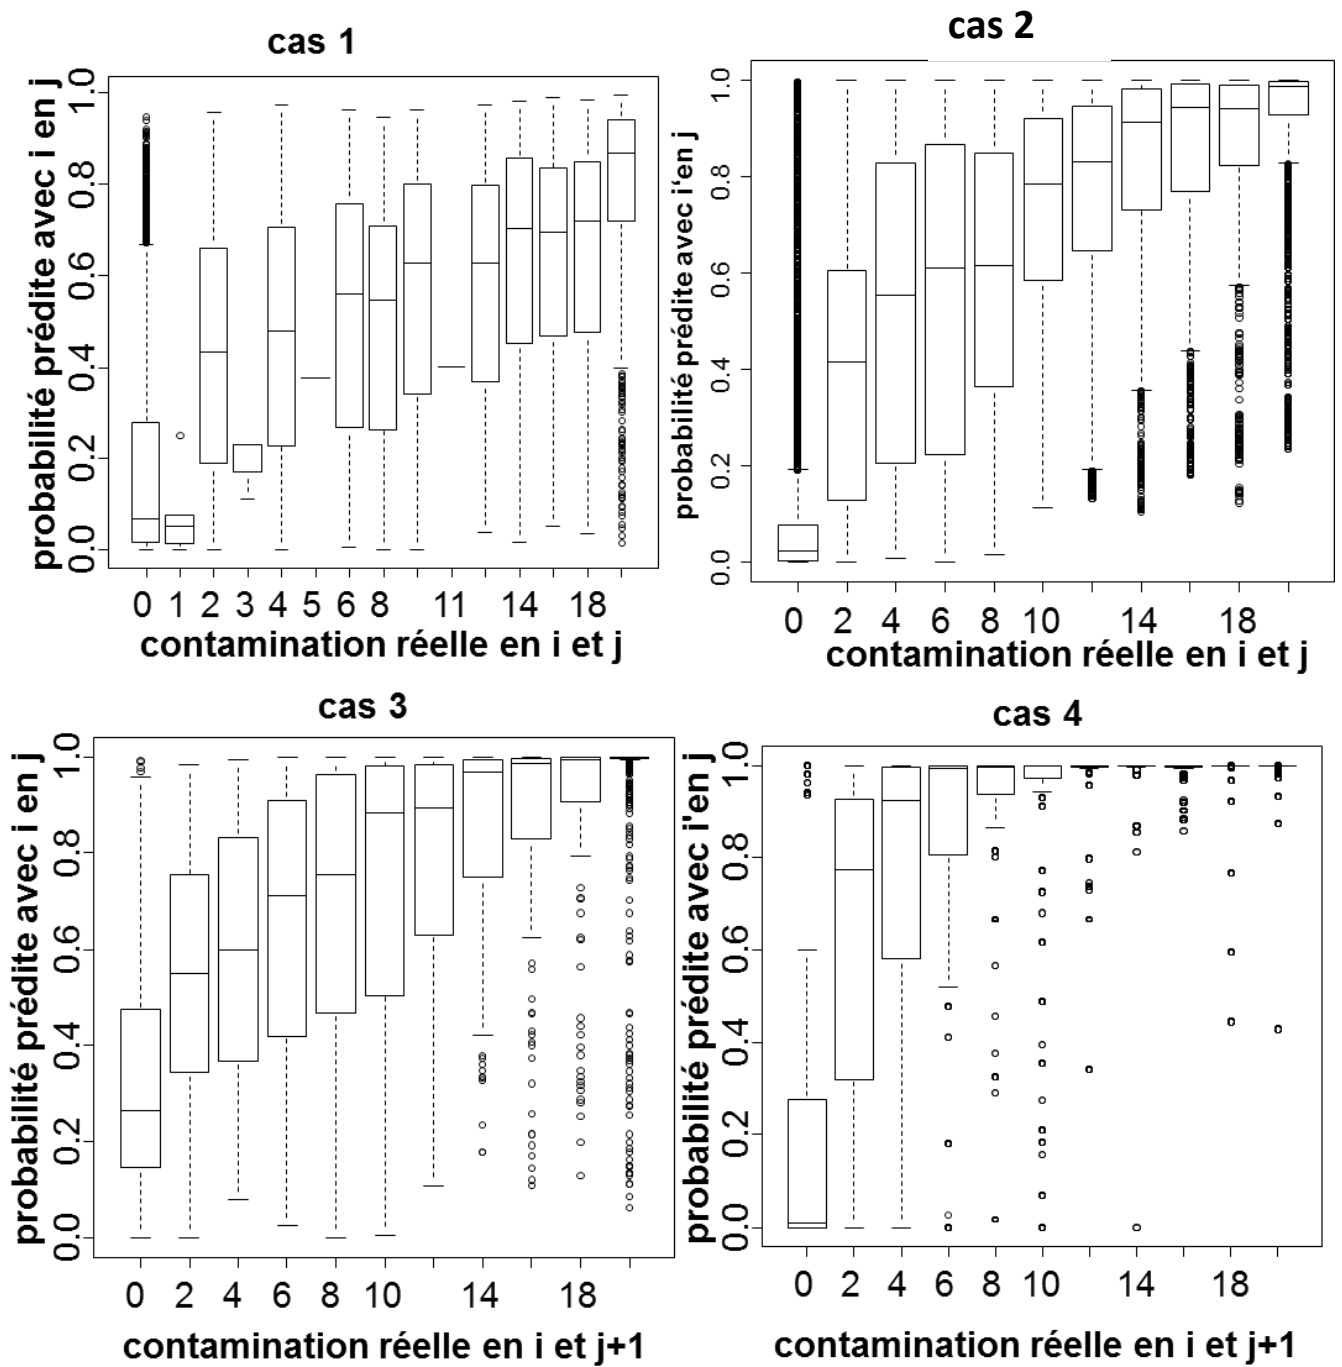 cas 1
probabilité prédite avec i en j
1.0
0.8
0.6
0.4
0.2
0.0
0 1 2 3 4 5 6 8 11 14 18
contamination réelle en i et j
cas 2
probabilité prédite avec i'en j
1.0
0.8
0.6
0.4
0.2
0.0
0 2 4 6 8 10 14 18
contamination réelle en i et j
cas 3
probabilité prédite avec i en j
1.0
0.8
0.6
0.4
0.2
0.0
0 2 4 6 8 10 14 18
contamination réelle en i et j+1
cas 4
probabilité prédite avec i'en j
1.0
0.8
0.6
0.4
0.2
0.0
0 2 4 6 8 10 14 18
contamination réelle en i et j+1